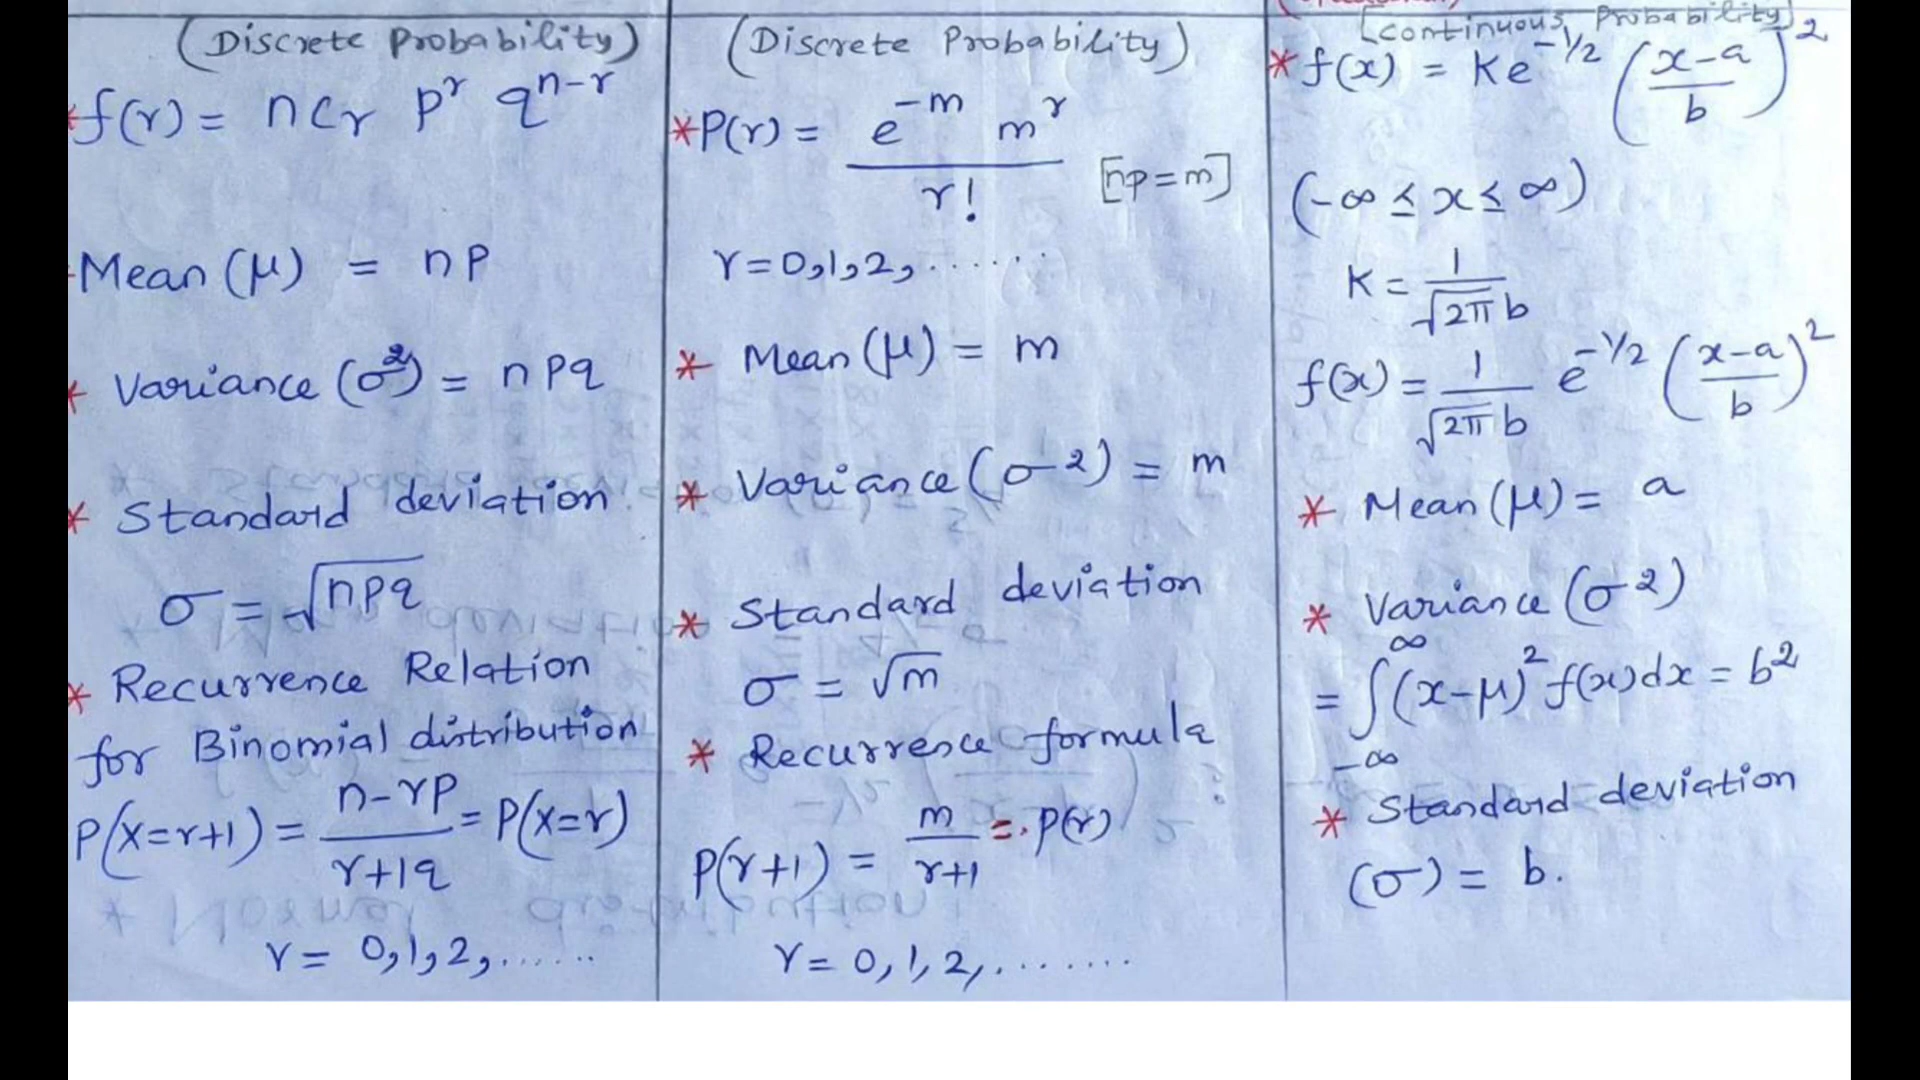 (Discrete Probability)
*f(r) = nCr p^r q^n-r
Mean (μ) = np
* Variance (σ²) = npq
* Standard deviation
σ = √npq
* Recurrence Relation
for Binomial distribution
P(X=r+1) = n-rp/r+1q = P(X=r)
r = 0,1,2,......
(Discrete Probability)
*P(r) = e^-m m^r / r! [np=m]
r=0,1,2,......
* Mean (μ) = m
* Variance (σ²) = m
* Standard deviation
σ = √m
* Recurrence formula
P(r+1) = m/r+1 = . P(r)
r = 0, 1, 2, .......
[continuous Probability]
*f(x) = Ke^-1/2 (x-a/b)²
(-∞ ≤ x ≤ ∞)
K = 1/√2π b
f(x) = 1/√2π b e^-1/2 (x-a/b)²
* Mean (μ) = a
* Variance (σ²)
= ∫_-∞^∞ (x-μ)² f(x)dx = b²
* Standard deviation
(σ) = b.